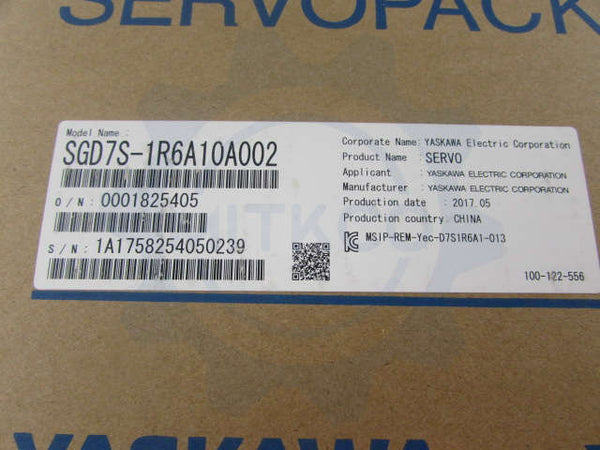 SERVOPACK
Model Name :
SGD7S-1R6A10A002
O/N: 0001825405
S/N: 1A1758254050239
Corporate Name: YASKAWA Electric Corporation
Product Name : SERVO
Applicant : YASKAWA ELECTRIC CORPORATION
Manufacturer : YASKAWA ELECTRIC CORPORATION
Production date : 2017.05
Production country: CHINA
MSIP-REM-Yec-D7S1R6A1-013
100-122-556
YASKAWA